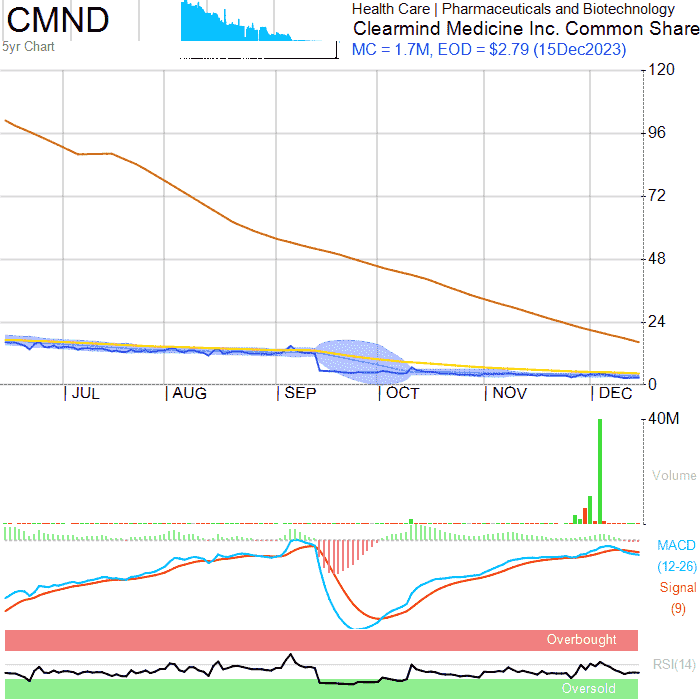 CMND
5yr Chart
Health Care | Pharmaceuticals and Biotechnology
Clearmind Medicine Inc. Common Share
MC = 1.7M, EOD = $2.79 (15Dec2023)
120
96
72
48
24
0
JUL
AUG
SEP
OCT
NOV
DEC
40M
Volume
MACD
(12-26)
Signal
(9)
Overbought
RSI(14)
Oversold